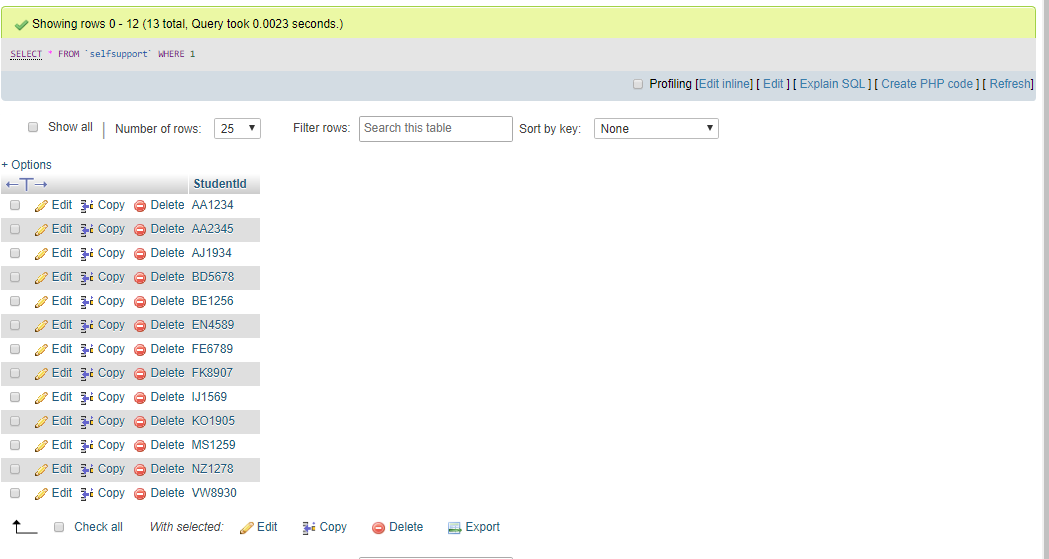 Showing rows 0 - 12 (13 total, Query took 0.0023 seconds.)
SELECT * FROM `selfsupport` WHERE 1
Profiling [Edit inline] [ Edit ] [ Explain SQL ] [ Create PHP code ] [ Refresh]
Show all | Number of rows: 25 Filter rows: Search this table Sort by key: None
+ Options
←T→ StudentId
Edit Copy Delete AA1234
Edit Copy Delete AA2345
Edit Copy Delete AJ1934
Edit Copy Delete BD5678
Edit Copy Delete BE1256
Edit Copy Delete EN4589
Edit Copy Delete FE6789
Edit Copy Delete FK8907
Edit Copy Delete IJ1569
Edit Copy Delete KO1905
Edit Copy Delete MS1259
Edit Copy Delete NZ1278
Edit Copy Delete VW8930
Check all With selected: Edit Copy Delete Export